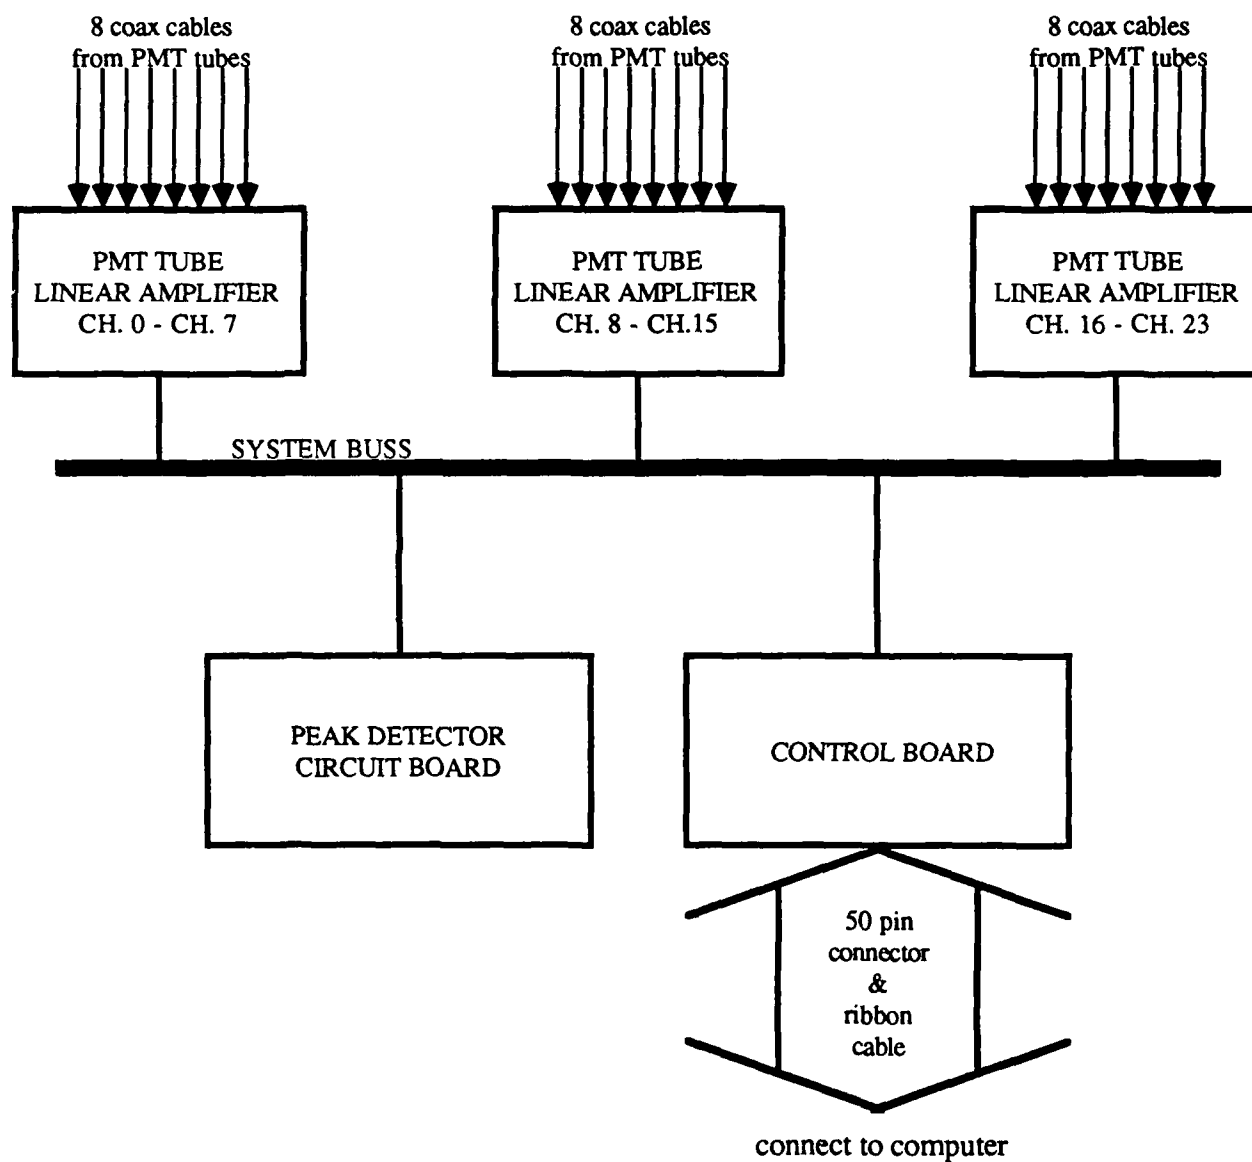 8 coax cables
from PMT tubes
8 coax cables
from PMT tubes
8 coax cables
from PMT tubes
PMT TUBE
LINEAR AMPLIFIER
CH. 0 - CH. 7
PMT TUBE
LINEAR AMPLIFIER
CH. 8 - CH.15
PMT TUBE
LINEAR AMPLIFIER
CH. 16 - CH. 23
SYSTEM BUSS
PEAK DETECTOR
CIRCUIT BOARD
CONTROL BOARD
50 pin
connector
&
ribbon
cable
connect to computer